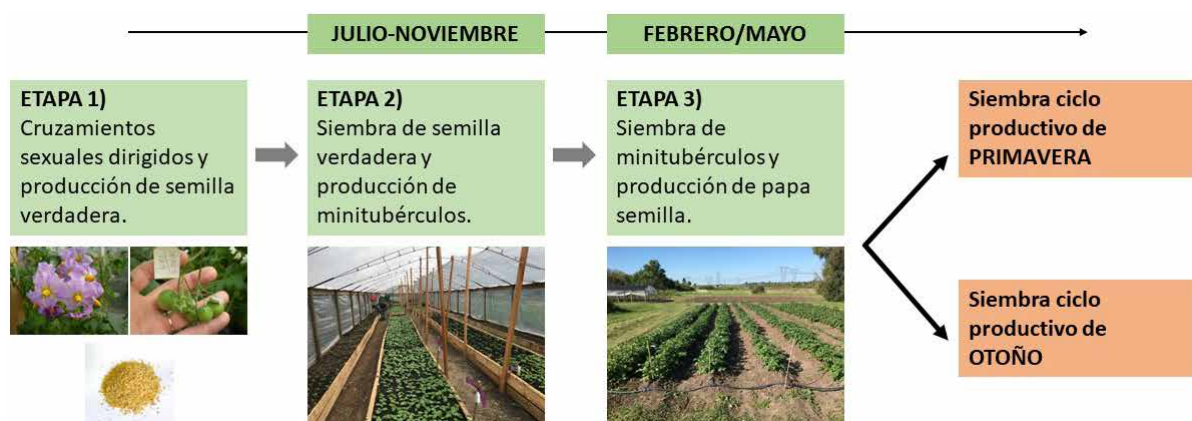 JULIO-NOVIEMBRE
FEBRERO/MAYO
ETAPA 1)
Cruzamientos
sexuales dirigidos y
producción de semilla
verdadera.
ETAPA 2)
Siembra de semilla
verdadera y
producción de
minitubérculos.
ETAPA 3)
Siembra de
minitubérculos y
producción de papa
semilla.
Siembra ciclo
productivo de
PRIMAVERA
Siembra ciclo
productivo de
OTOÑO